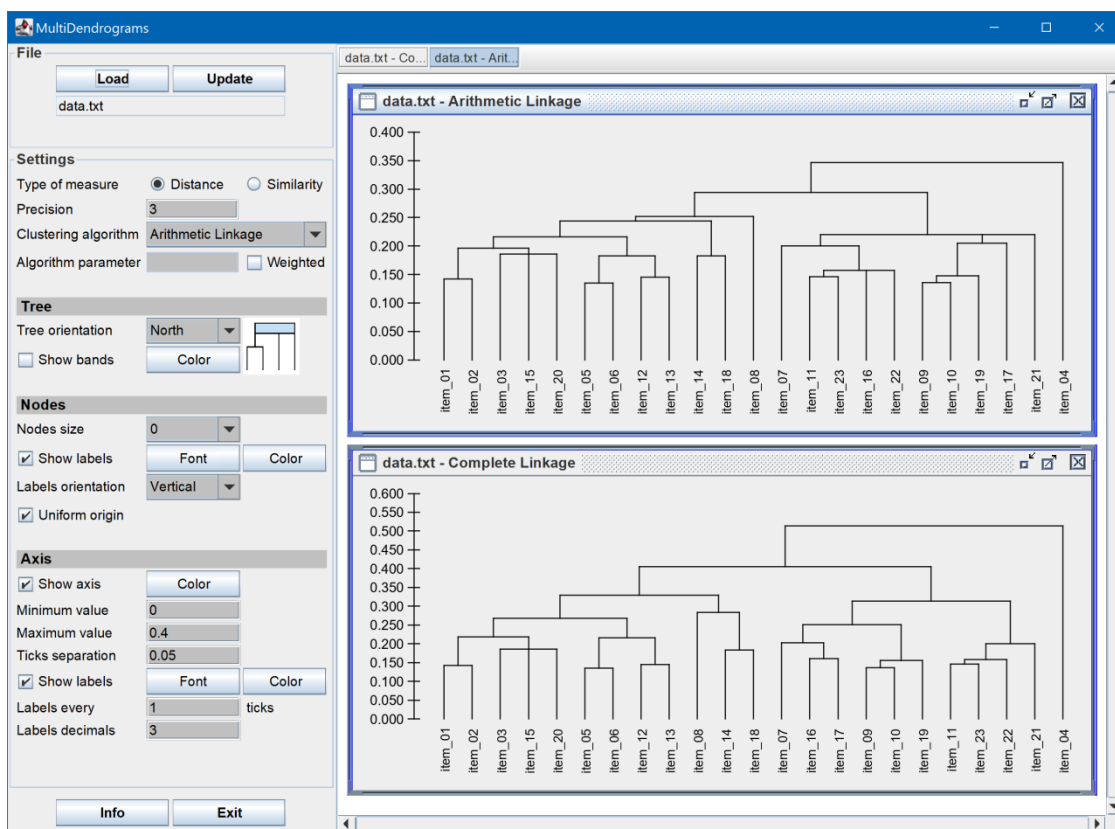 MultiDendrograms
File
Load Update
data.txt
Settings
Type of measure Distance Similarity
Precision 3
Clustering algorithm Arithmetic Linkage
Algorithm parameter Weighted
Tree
Tree orientation North
Show bands Color
Nodes
Nodes size 0
Show labels Font Color
Labels orientation Vertical
Uniform origin
Axis
Show axis Color
Minimum value 0
Maximum value 0.4
Ticks separation 0.05
Show labels Font Color
Labels every 1 ticks
Labels decimals 3
Info Exit
data.txt - Co... data.txt - Arit...
data.txt - Arithmetic Linkage
0.400
0.350
0.300
0.250
0.200
0.150
0.100
0.050
0.000
item_01 item_02 item_03 item_15 item_20 item_05 item_06 item_12 item_13 item_14 item_18 item_08 item_07 item_11 item_23 item_16 item_22 item_09 item_10 item_19 item_17 item_21 item_04
data.txt - Complete Linkage
0.600
0.550
0.500
0.450
0.400
0.350
0.300
0.250
0.200
0.150
0.100
0.050
0.000
item_01 item_02 item_03 item_15 item_20 item_05 item_06 item_12 item_13 item_08 item_14 item_18 item_07 item_16 item_17 item_09 item_10 item_19 item_11 item_23 item_22 item_21 item_04